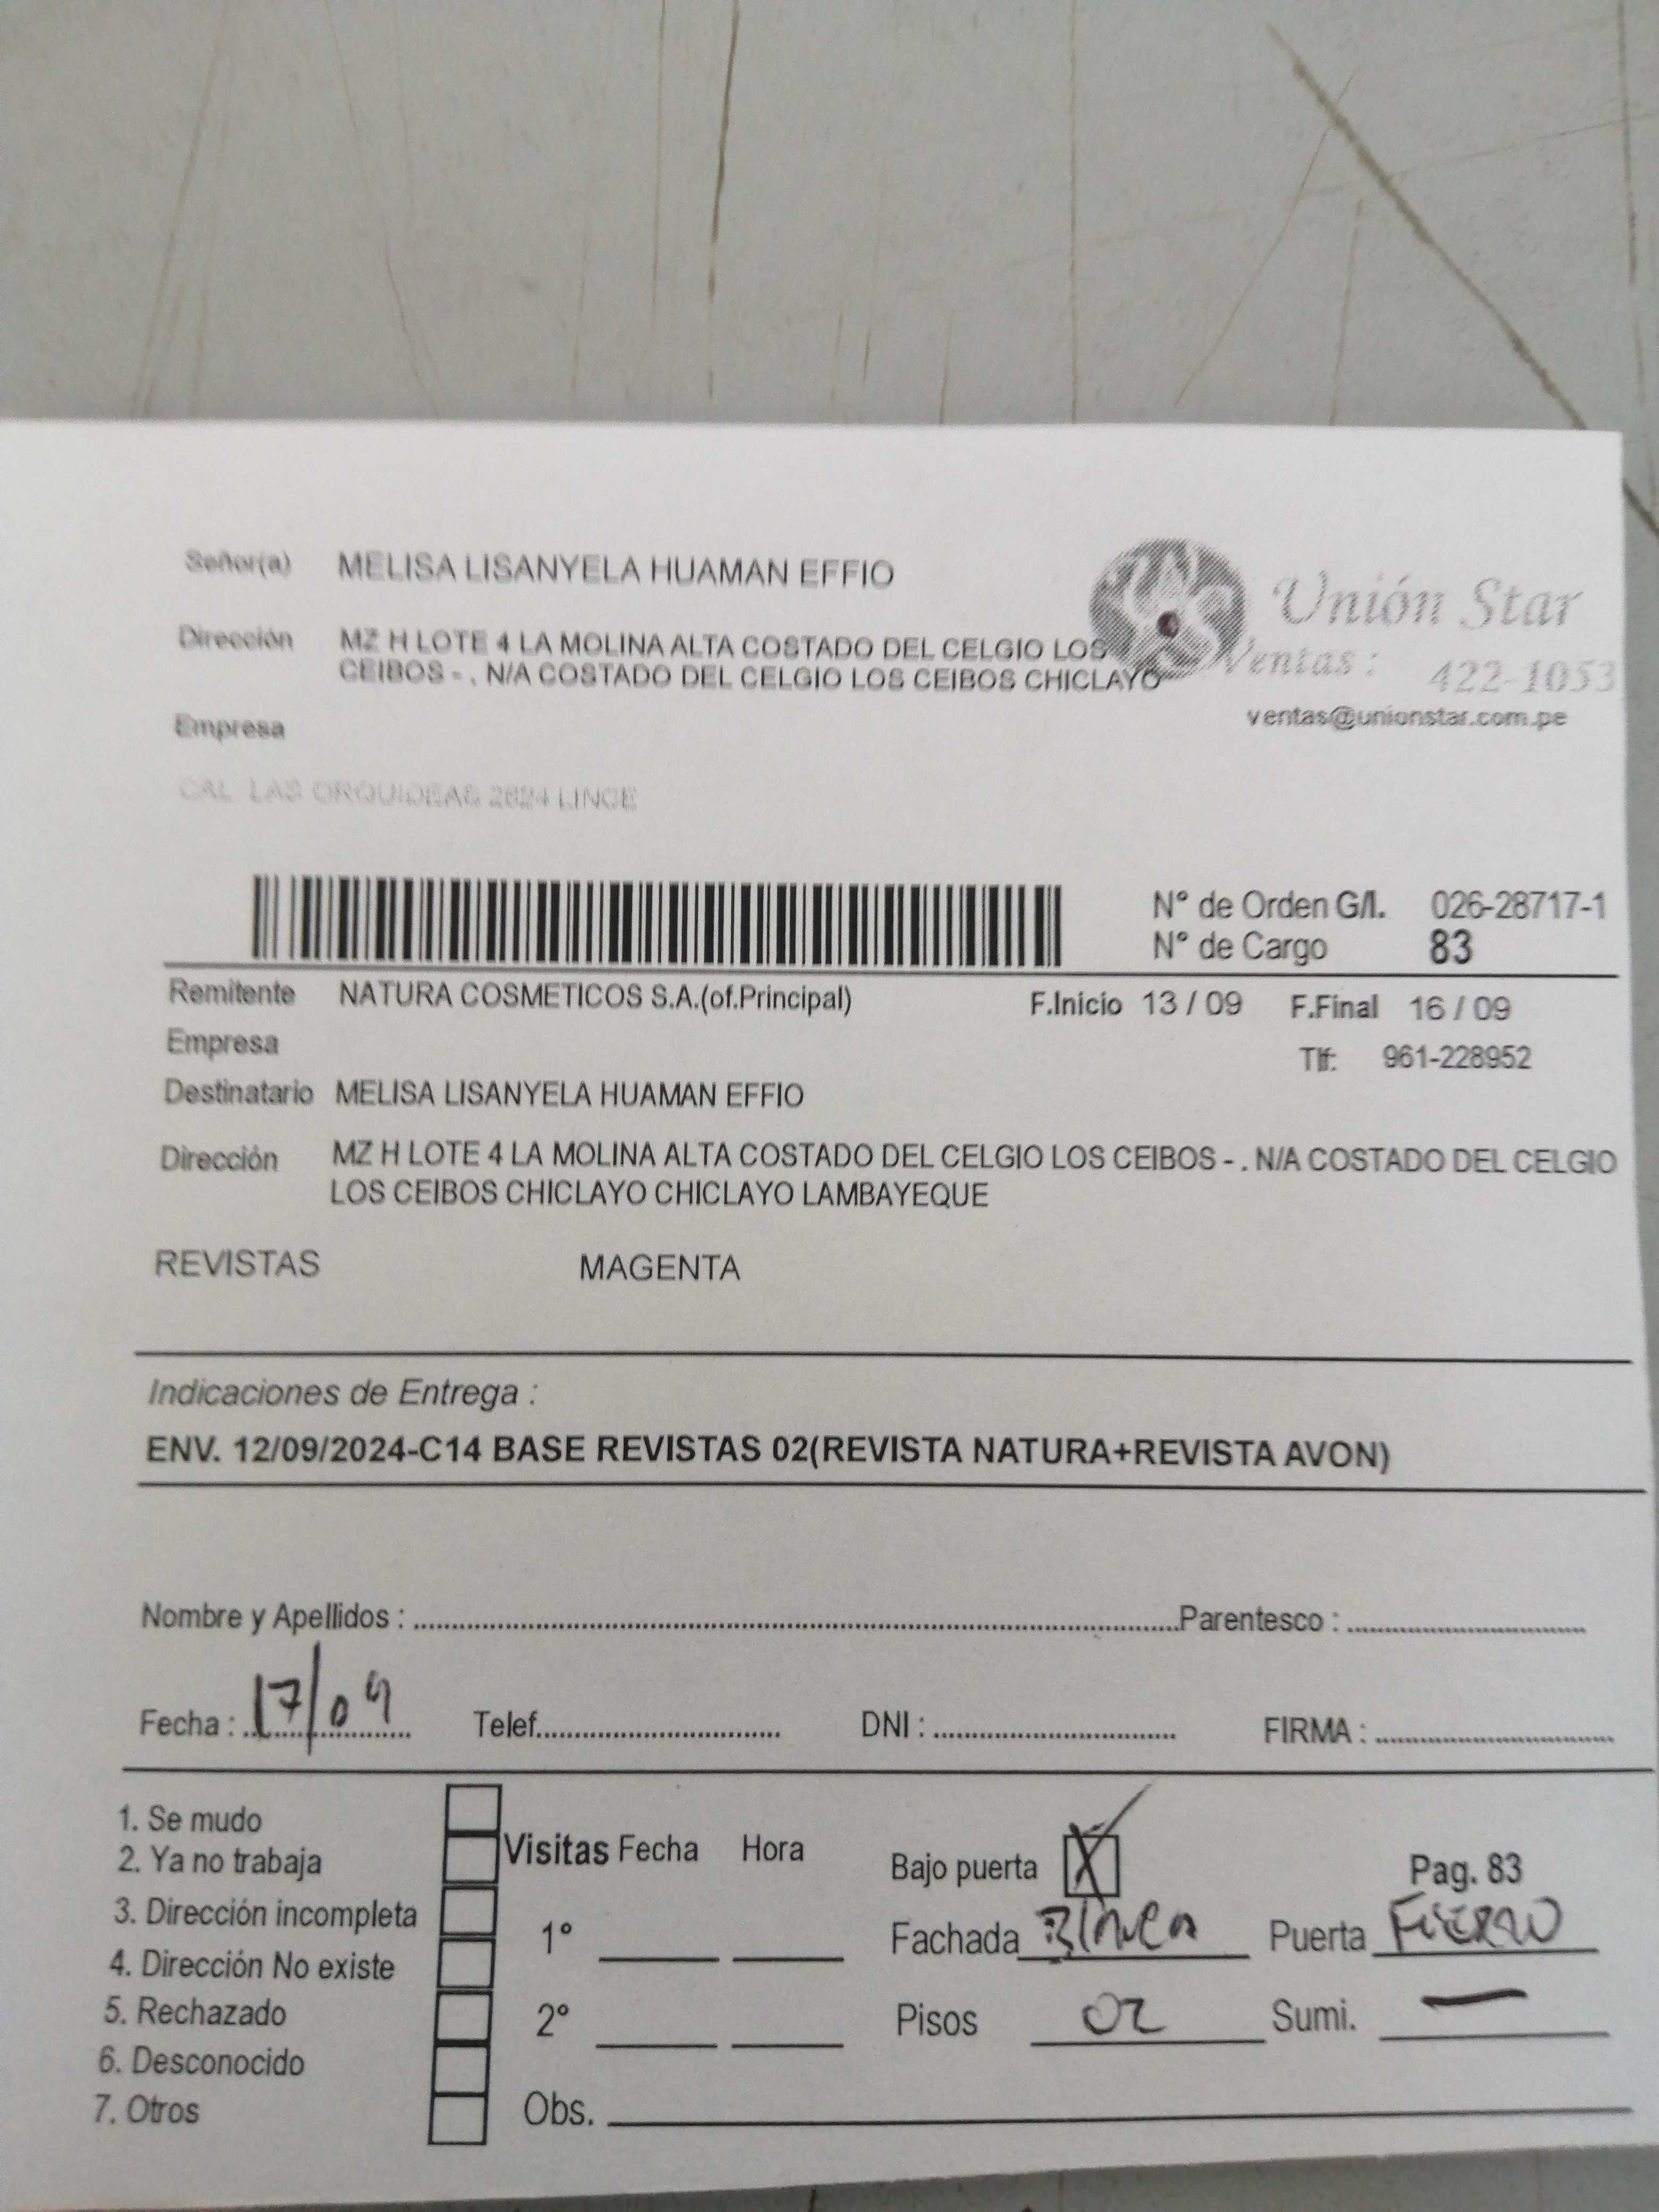 Señor(a) MELISA LISANYELA HUAMAN EFFIO
Unión Star
Dirección MZ H LOTE 4 LA MOLINA ALTA COSTADO DEL CELGIO LOS
CEIBOS - . N/A COSTADO DEL CELGIO LOS CEIBOS CHICLAYO
Ventas : 422-1053
ventas@unionstar.com.pe
Empresa
CAL. LAS ORQUIDEAS 2624 LINCE
N° de Orden G/I. 026-28717-1
N° de Cargo 83
Remitente NATURA COSMETICOS S.A.(of.Principal) F.Inicio 13 / 09 F.Final 16 / 09
Empresa Tlf: 961-228952
Destinatario MELISA LISANYELA HUAMAN EFFIO
Dirección MZ H LOTE 4 LA MOLINA ALTA COSTADO DEL CELGIO LOS CEIBOS - . N/A COSTADO DEL CELGIO
LOS CEIBOS CHICLAYO CHICLAYO LAMBAYEQUE
REVISTAS MAGENTA
Indicaciones de Entrega :
ENV. 12/09/2024-C14 BASE REVISTAS 02(REVISTA NATURA+REVISTA AVON)
Nombre y Apellidos : Parentesco :
Fecha : 17/09 Telef. DNI : FIRMA :
1. Se mudo
2. Ya no trabaja
3. Dirección incompleta
4. Dirección No existe
5. Rechazado
6. Desconocido
7. Otros
Visitas Fecha Hora
1°
2°
Obs.
Bajo puerta X Pag. 83
Fachada Blanca Puerta FIERRO
Pisos 02 Sumi. —